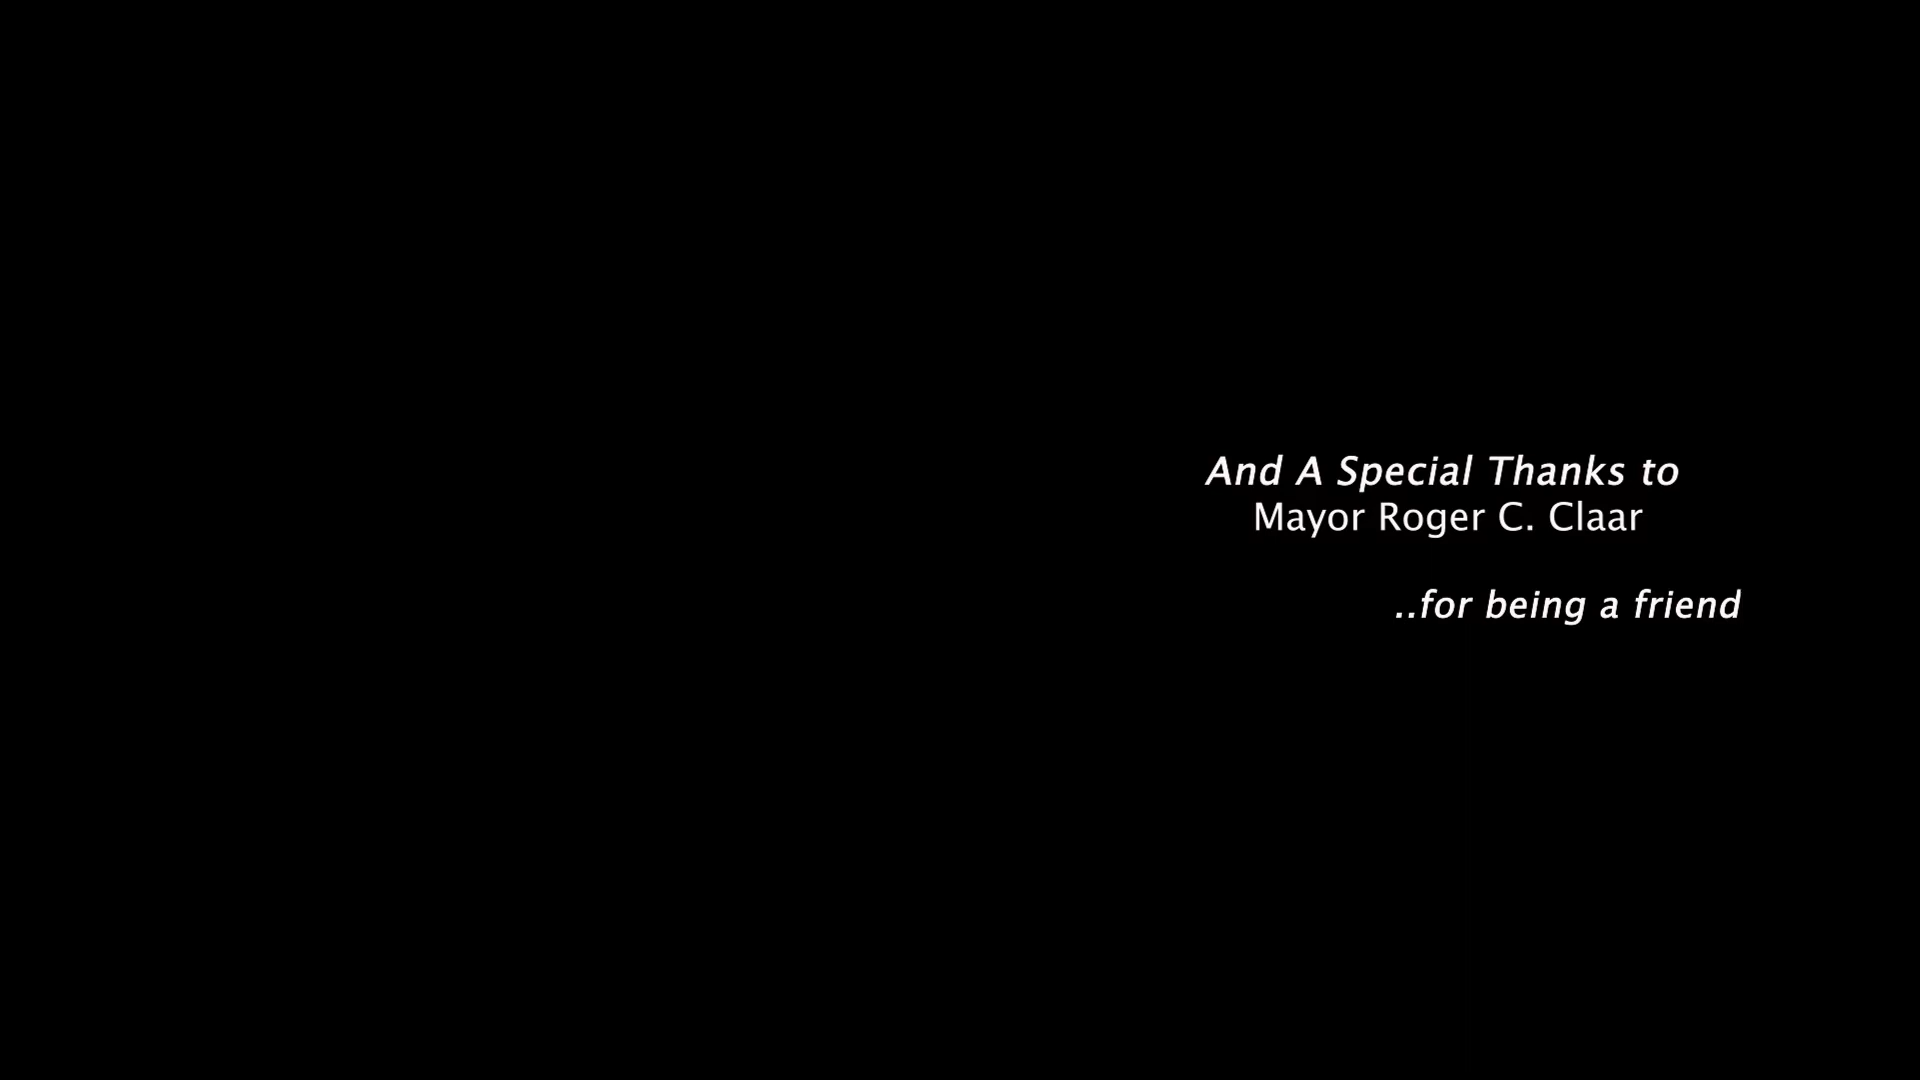 And A Special Thanks to
Mayor Roger C. Claar
..for being a friend